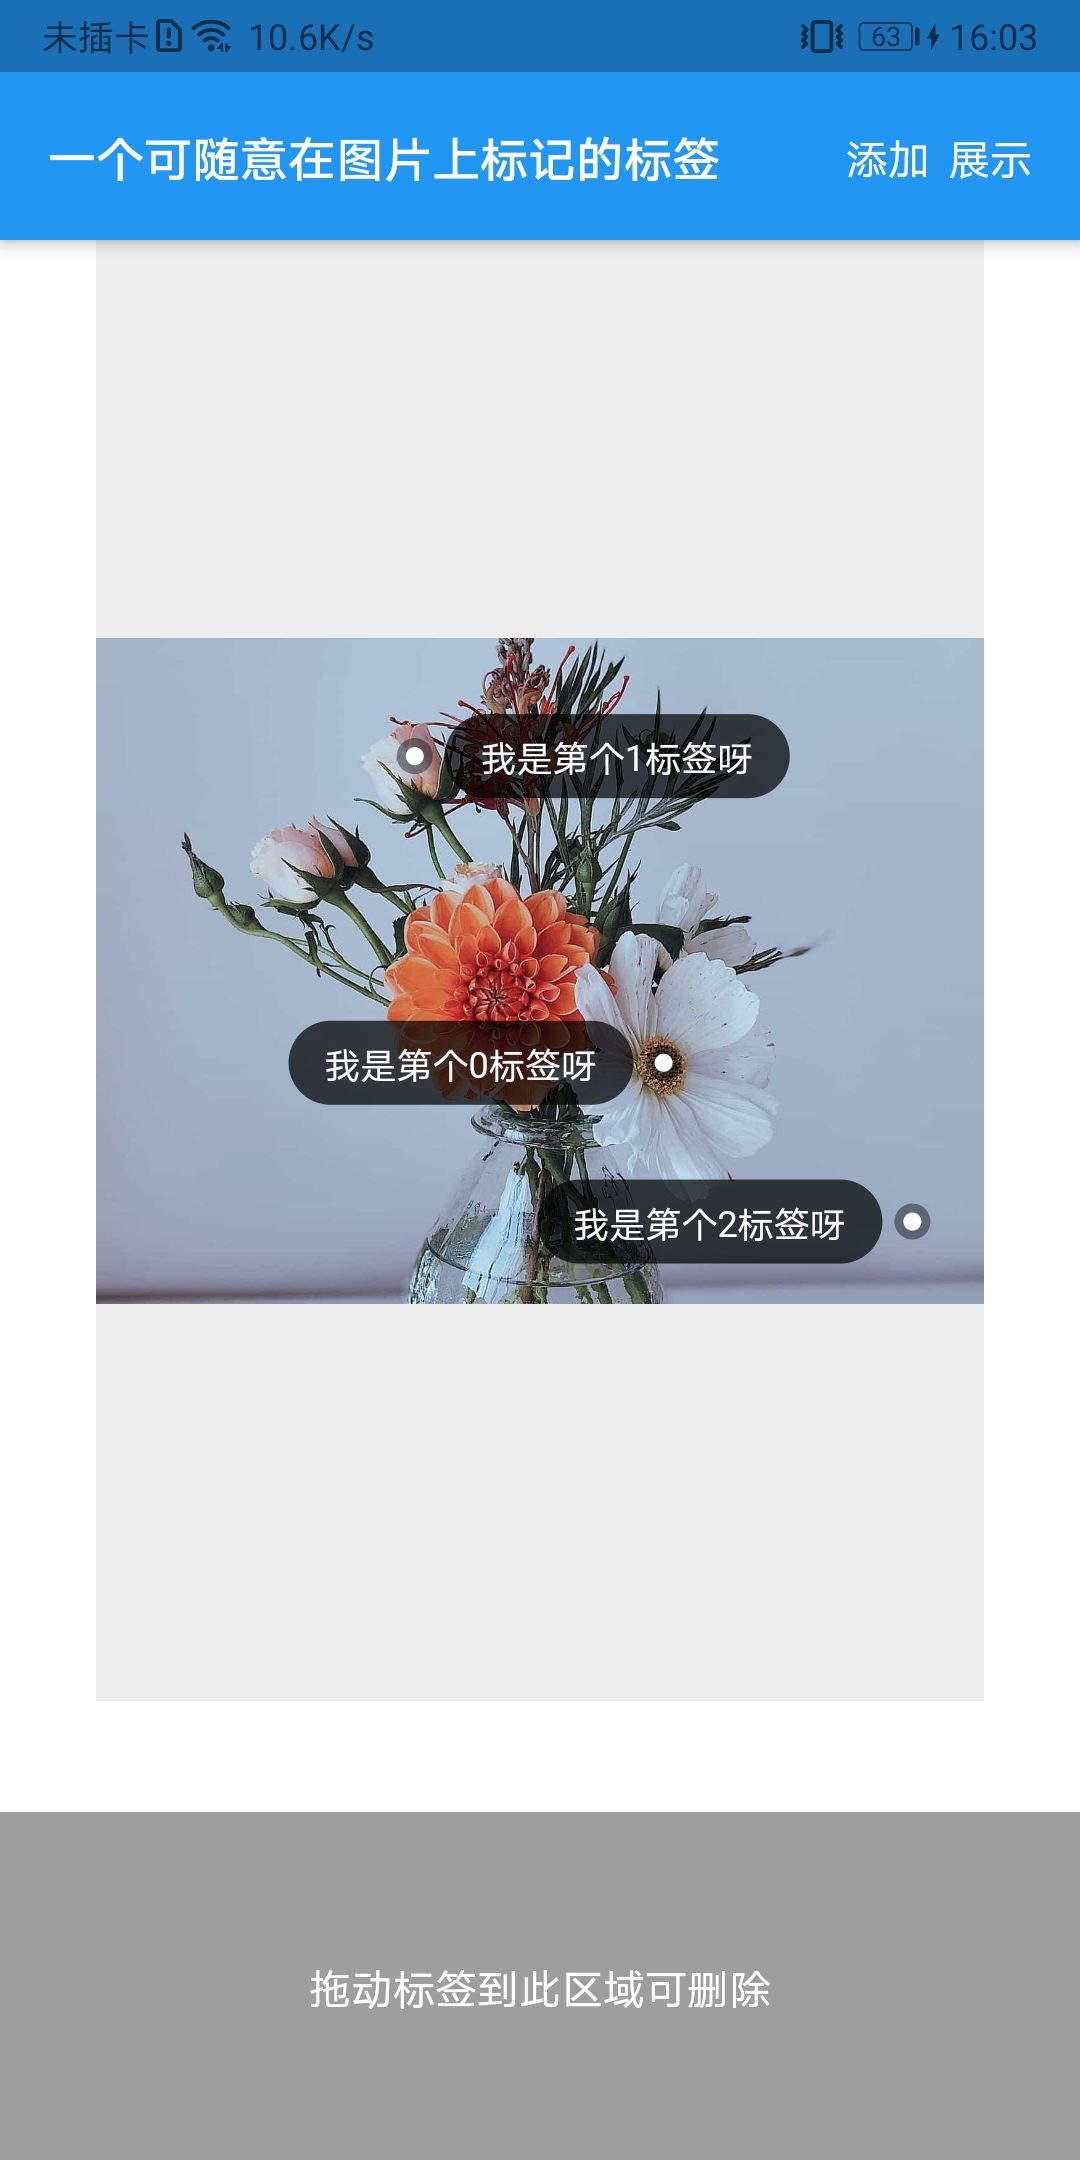 未插卡 10.6K/s 63 16:03
一个可随意在图片上标记的标签 添加 展示
我是第个1标签呀
我是第个0标签呀
我是第个2标签呀
拖动标签到此区域可删除